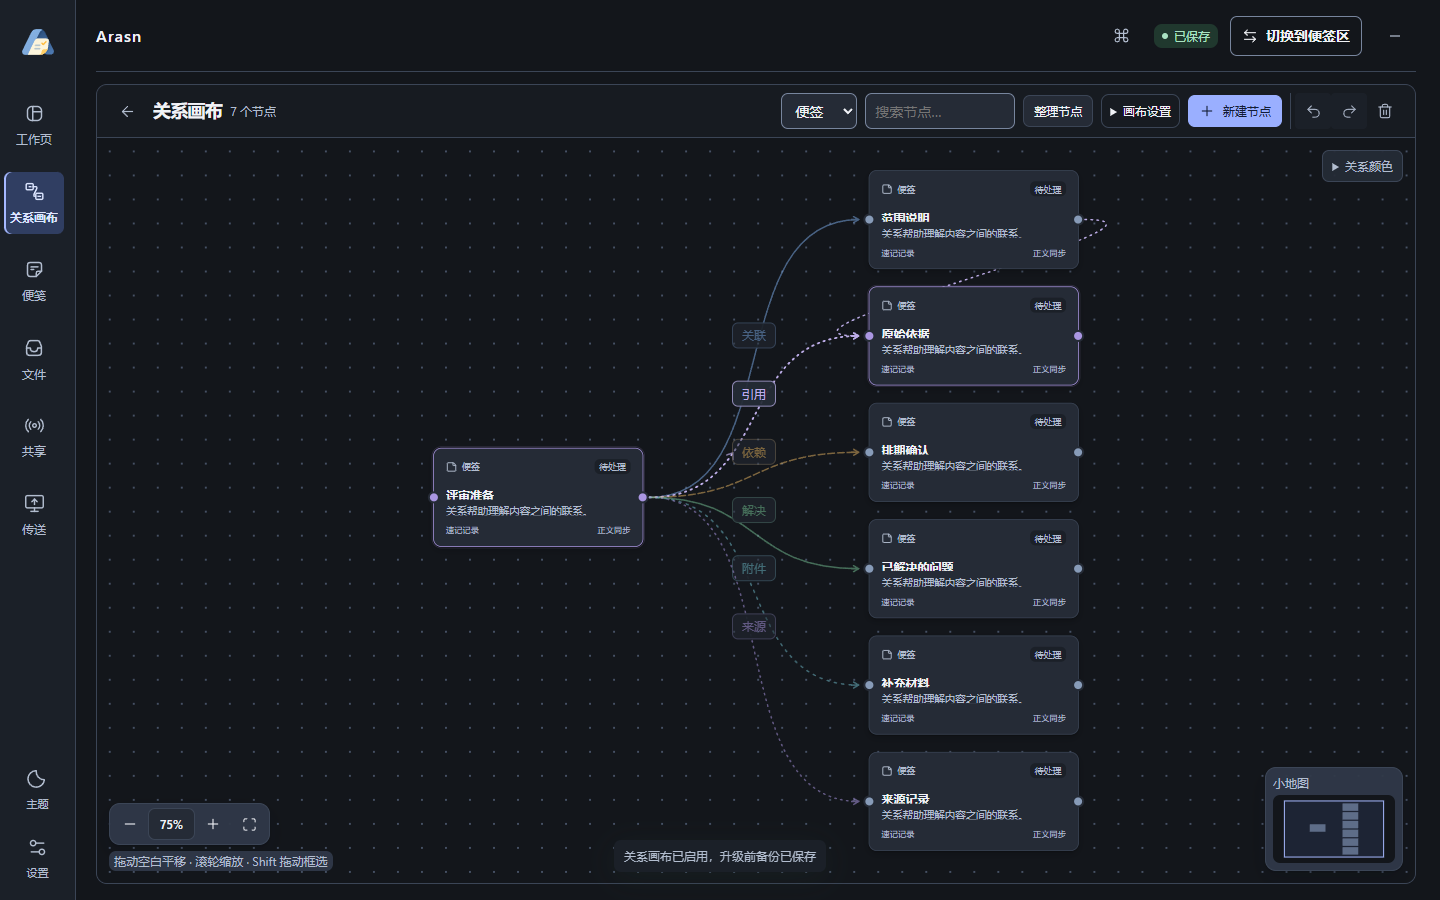 Arasn
已保存
切换到便签区
工作页
关系画布
便笺
文件
共享
传送
主题
设置
关系画布 7 个节点
便签
搜索节点...
整理节点
画布设置
新建节点
关系颜色
便签 待处理
范围说明
关系帮助理解内容之间的联系。
速记记录 正文同步
便签 待处理
原始依据
关系帮助理解内容之间的联系。
速记记录 正文同步
便签 待处理
排期确认
关系帮助理解内容之间的联系。
速记记录 正文同步
便签 待处理
已解决的问题
关系帮助理解内容之间的联系。
速记记录 正文同步
便签 待处理
补充材料
关系帮助理解内容之间的联系。
速记记录 正文同步
便签 待处理
来源记录
关系帮助理解内容之间的联系。
速记记录 正文同步
关联
引用
依赖
解决
附件
来源
便签 待处理
评审准备
关系帮助理解内容之间的联系。
速记记录 正文同步
75%
拖动空白平移 · 滚轮缩放 · Shift 拖动框选
关系画布已启用，升级前备份已保存
小地图